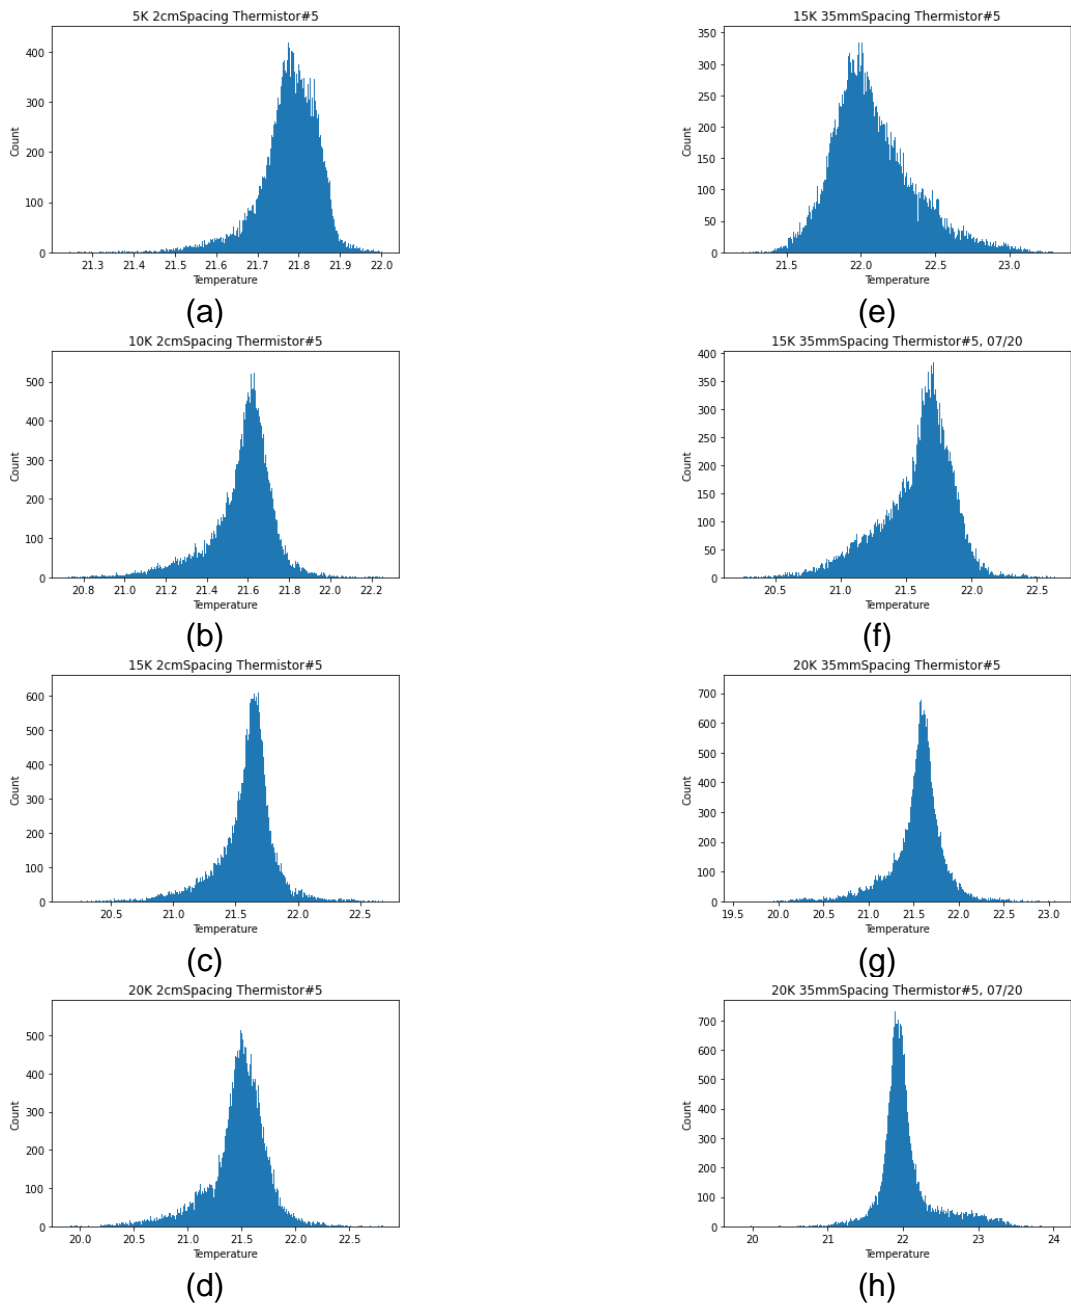 5K 2cmSpacing Thermistor#5
400
300
200
100
0
Count
21.3 21.4 21.5 21.6 21.7 21.8 21.9 22.0
Temperature
(a)
15K 35mmSpacing Thermistor#5
350
300
250
200
150
100
50
0
Count
21.5 22.0 22.5 23.0
Temperature
(e)
10K 2cmSpacing Thermistor#5
500
400
300
200
100
0
Count
20.8 21.0 21.2 21.4 21.6 21.8 22.0 22.2
Temperature
(b)
15K 35mmSpacing Thermistor#5, 07/20
400
350
300
250
200
150
100
50
0
Count
20.5 21.0 21.5 22.0 22.5
Temperature
(f)
15K 2cmSpacing Thermistor#5
600
500
400
300
200
100
0
Count
20.5 21.0 21.5 22.0 22.5
Temperature
(c)
20K 35mmSpacing Thermistor#5
700
600
500
400
300
200
100
0
Count
19.5 20.0 20.5 21.0 21.5 22.0 22.5 23.0
Temperature
(g)
20K 2cmSpacing Thermistor#5
500
400
300
200
100
0
Count
20.0 20.5 21.0 21.5 22.0 22.5
Temperature
(d)
20K 35mmSpacing Thermistor#5, 07/20
700
600
500
400
300
200
100
0
Count
20 21 22 23 24
Temperature
(h)